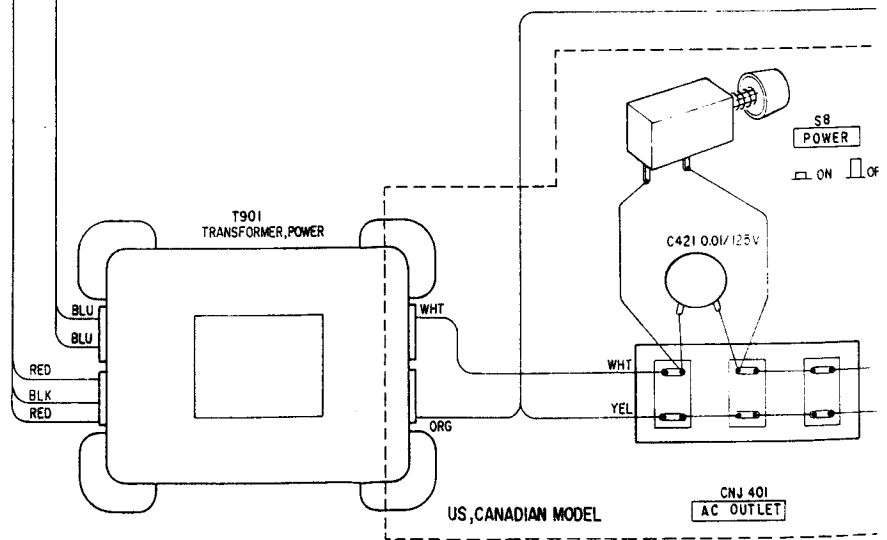 S8
POWER
ON OF
C421 0.01/125V
T901
TRANSFORMER, POWER
BLU
BLU
WHT
RED
BLK
RED
WHT
YEL
ORG
US, CANADIAN MODEL
CNJ 401
AC OUTLET